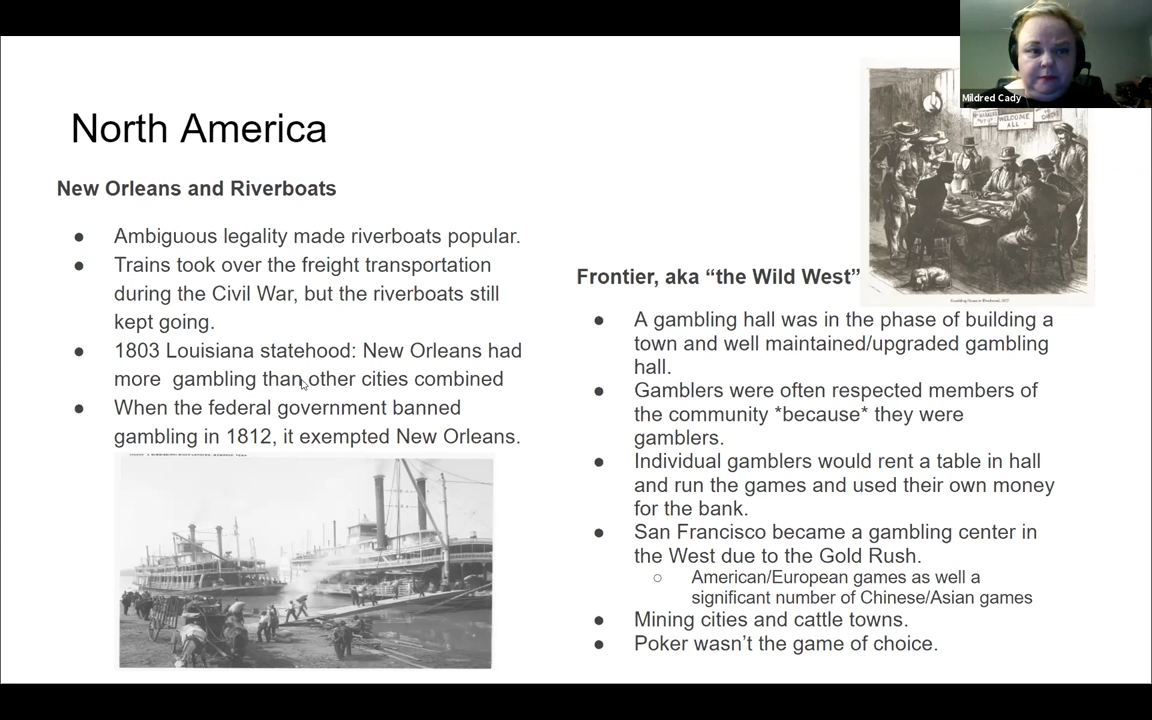 Mildred Cady
North America
New Orleans and Riverboats
● Ambiguous legality made riverboats popular.
● Trains took over the freight transportation
during the Civil War, but the riverboats still
kept going.
● 1803 Louisiana statehood: New Orleans had
more  gambling than other cities combined
● When the federal government banned
gambling in 1812, it exempted New Orleans.
WELCOME
ALL
Frontier, aka “the Wild West”
● A gambling hall was in the phase of building a
town and well maintained/upgraded gambling
hall.
● Gamblers were often respected members of
the community *because* they were
gamblers.
● Individual gamblers would rent a table in hall
and run the games and used their own money
for the bank.
● San Francisco became a gambling center in
the West due to the Gold Rush.
○ American/European games as well a
significant number of Chinese/Asian games
● Mining cities and cattle towns.
● Poker wasn’t the game of choice.